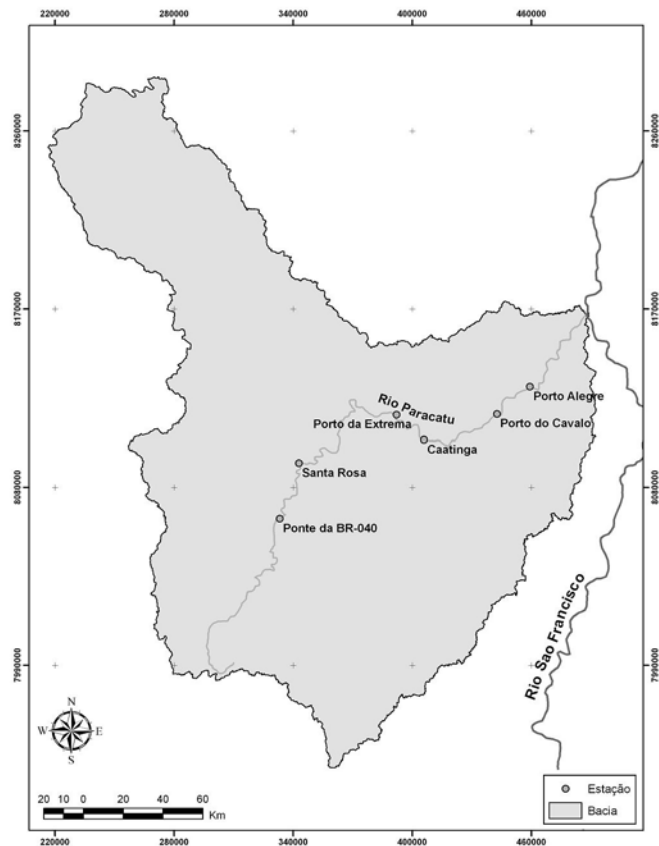 220000 280000 340000 400000 460000
8260000 8260000
8170000 8170000
Rio Paracatu
Porto Alegre
Porto da Extrema
Porto do Cavalo
Caatinga
Santa Rosa
8080000 8080000
Ponte da BR-040
Rio Sao Francisco
7990000 7990000
N
W E
S
20 10 0 20 40 60
Km
Estação
Bacia
220000 280000 340000 400000 460000